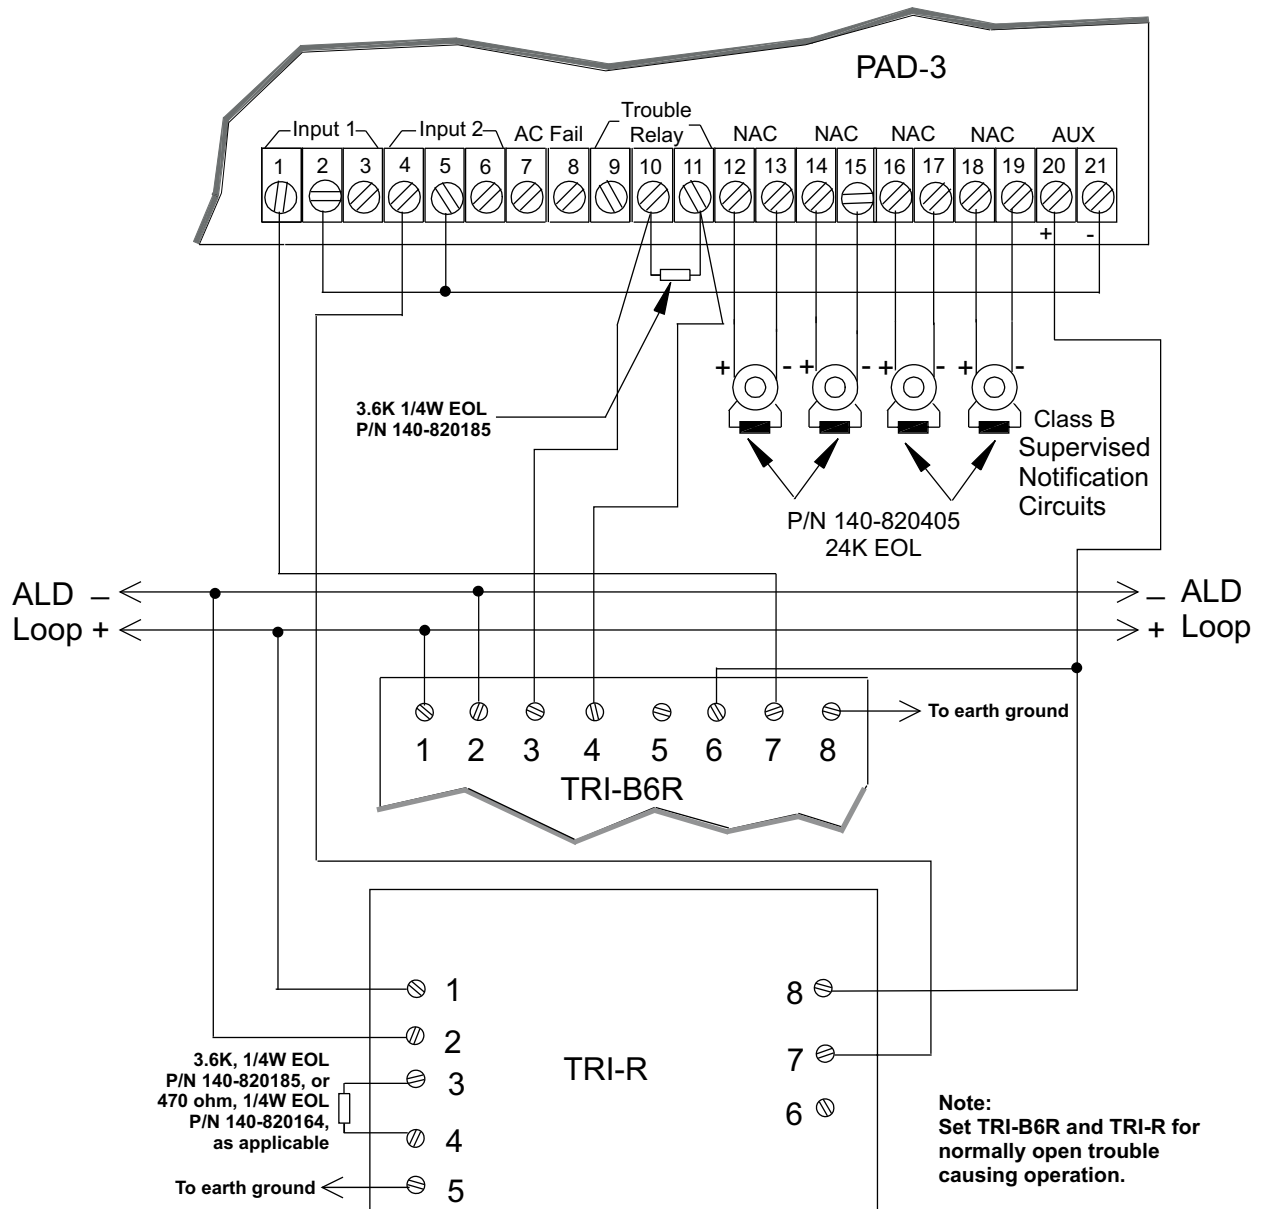 PAD-3
Trouble
Input 1 Input 2 AC Fail Relay NAC NAC NAC NAC AUX
1 2 3 4 5 6 7 8 9 10 11 12 13 14 15 16 17 18 19 20 21
+ -
+ - + - + - + -
3.6K 1/4W EOL
P/N 140-820185
Class B
Supervised
Notification
Circuits
P/N 140-820405
24K EOL
ALD – – ALD
Loop + + Loop
To earth ground
1 2 3 4 5 6 7 8
TRI-B6R
1 8
2
3.6K, 1/4W EOL
P/N 140-820185, or
470 ohm, 1/4W EOL
P/N 140-820164,
as applicable
3
4
TRI-R
7
6
To earth ground 5
Note:
Set TRI-B6R and TRI-R for
normally open trouble
causing operation.